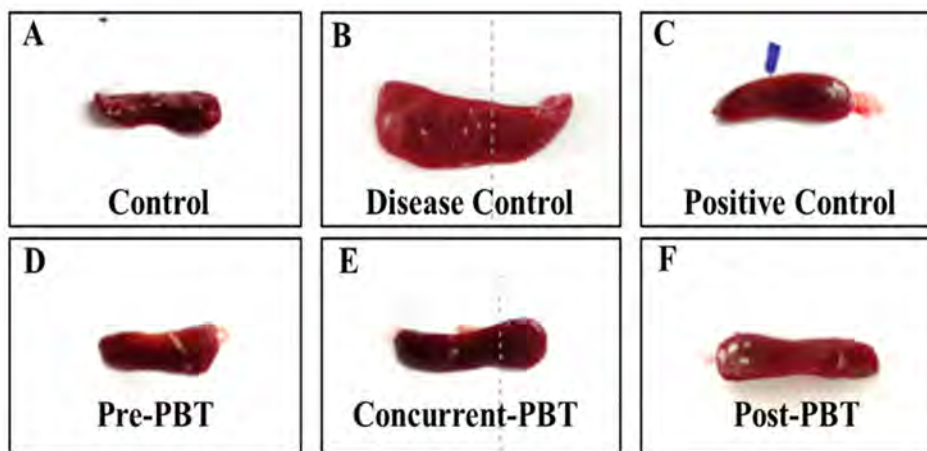 A
Control
B
Disease Control
C
Positive Control
D
Pre-PBT
E
Concurrent-PBT
F
Post-PBT